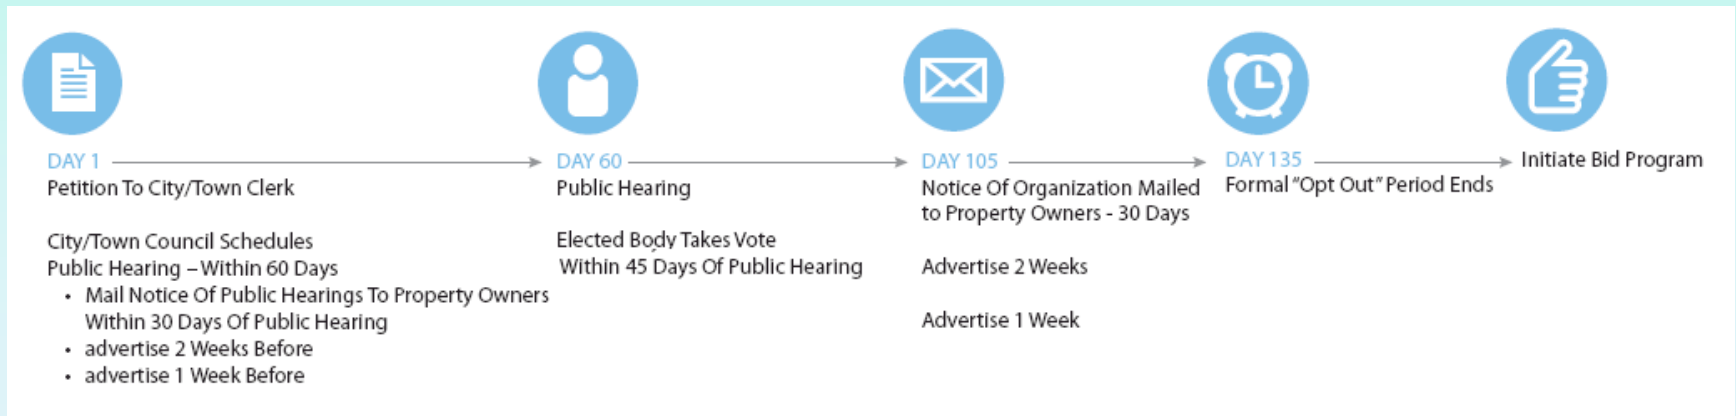 DAY 1
Petition To City/Town Clerk
City/Town Council Schedules
Public Hearing – Within 60 Days
• Mail Notice Of Public Hearings To Property Owners
Within 30 Days Of Public Hearing
• advertise 2 Weeks Before
• advertise 1 Week Before
DAY 60
Public Hearing
Elected Body Takes Vote
Within 45 Days Of Public Hearing
DAY 105
Notice Of Organization Mailed
to Property Owners - 30 Days
Advertise 2 Weeks
Advertise 1 Week
DAY 135
Formal “Opt Out” Period Ends
Initiate Bid Program